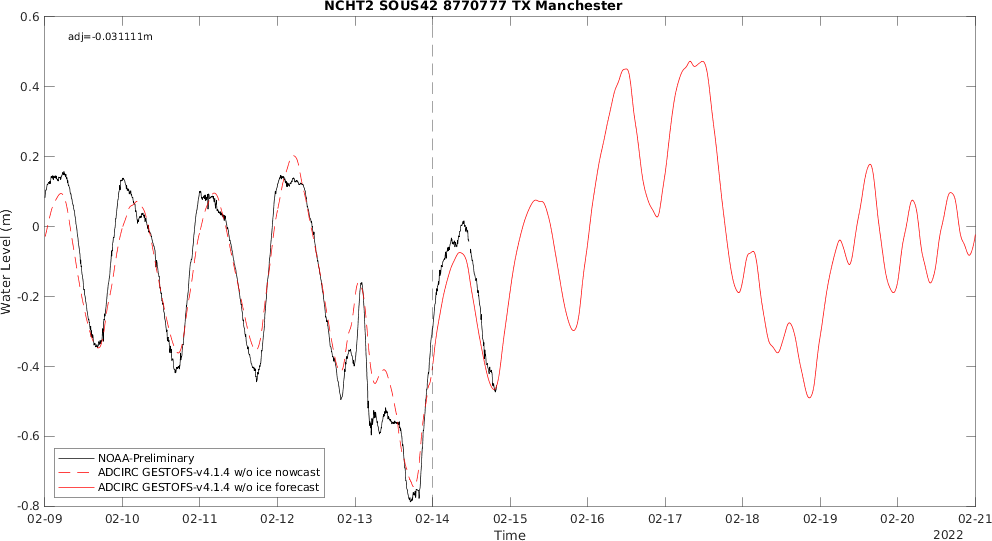 NCHT2 SOUS42 8770777 TX Manchester
adj=-0.031111m
0.6
0.4
0.2
0
-0.2
-0.4
-0.6
-0.8
Water Level (m)
NOAA-Preliminary
ADCIRC GESTOFS-v4.1.4 w/o ice nowcast
ADCIRC GESTOFS-v4.1.4 w/o ice forecast
02-09 02-10 02-11 02-12 02-13 02-14 02-15 02-16 02-17 02-18 02-19 02-20 02-21
Time
2022